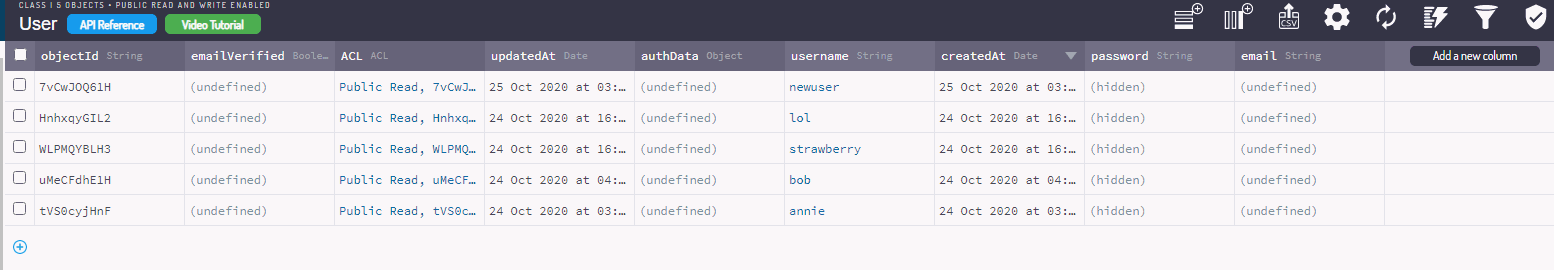 CLASS | 5 OBJECTS • PUBLIC READ AND WRITE ENABLED
User API Reference Video Tutorial CSV
objectId String emailVerified Boole… ACL ACL updatedAt Date authData Object username String createdAt Date password String email String Add a new column
7vCwJOQ6lH (undefined) Public Read, 7vCwJ… 25 Oct 2020 at 03:… (undefined) newuser 25 Oct 2020 at 03:… (hidden) (undefined)
HnhxqyGIL2 (undefined) Public Read, Hnhxq… 24 Oct 2020 at 16:… (undefined) lol 24 Oct 2020 at 16:… (hidden) (undefined)
WLPMQYBLH3 (undefined) Public Read, WLPMQ… 24 Oct 2020 at 16:… (undefined) strawberry 24 Oct 2020 at 16:… (hidden) (undefined)
uMeCFdhElH (undefined) Public Read, uMeCF… 24 Oct 2020 at 04:… (undefined) bob 24 Oct 2020 at 04:… (hidden) (undefined)
tVS0cyjHnF (undefined) Public Read, tVS0c… 24 Oct 2020 at 03:… (undefined) annie 24 Oct 2020 at 03:… (hidden) (undefined)